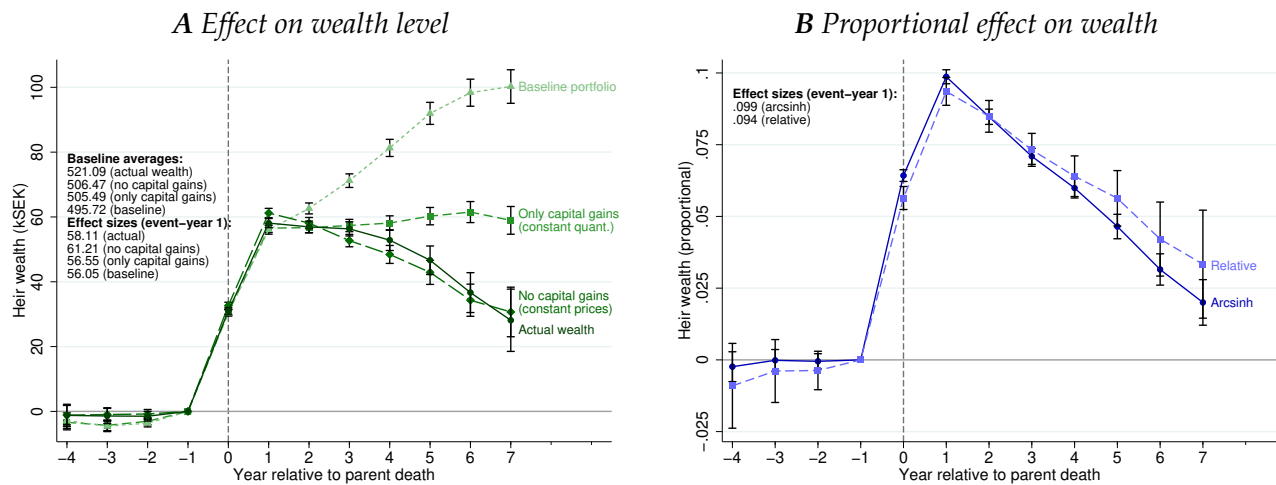 A Effect on wealth level
Heir wealth (kSEK)
100
80
60
40
20
0
Baseline averages:
521.09 (actual wealth)
506.47 (no capital gains)
505.49 (only capital gains)
495.72 (baseline)
Effect sizes (event−year 1):
58.11 (actual)
61.21 (no capital gains)
56.55 (only capital gains)
56.05 (baseline)
Baseline portfolio
Only capital gains
(constant quant.)
No capital gains
(constant prices)
Actual wealth
−4 −3 −2 −1 0 1 2 3 4 5 6 7
Year relative to parent death
B Proportional effect on wealth
Heir wealth (proportional)
.1
.075
.05
.025
0
−.025
Effect sizes (event−year 1):
.099 (arcsinh)
.094 (relative)
Relative
Arcsinh
−4 −3 −2 −1 0 1 2 3 4 5 6 7
Year relative to parent death